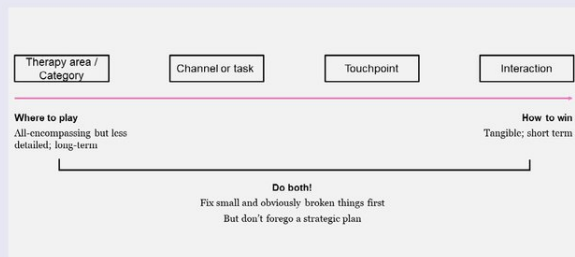 Therapy area /
Category
Channel or task
Touchpoint
Interaction
Where to play
All-encompassing but less
detailed; long-term
How to win
Tangible; short term
Do both!
Fix small and obviously broken things first
But don't forego a strategic plan